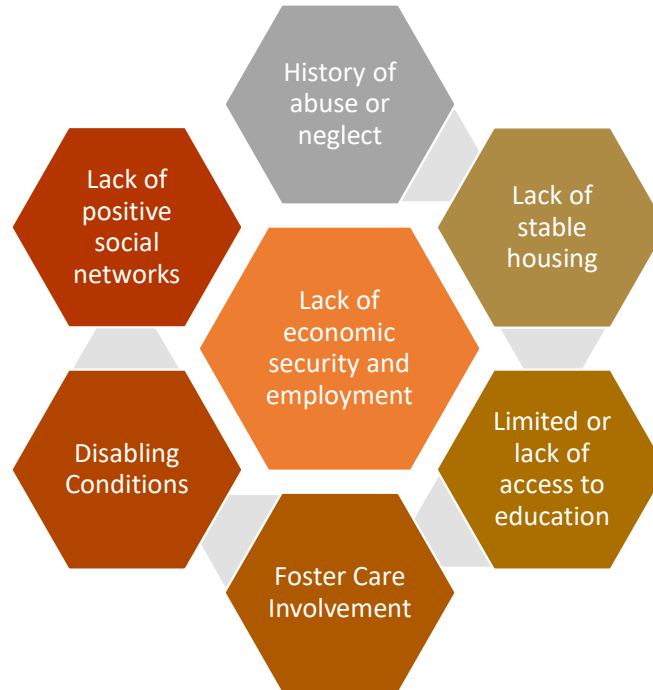 History of
abuse or
neglect
Lack of
positive
social
networks
Lack of
stable
housing
Lack of
economic
security and
employment
Disabling
Conditions
Limited or
lack of
access to
education
Foster Care
Involvement